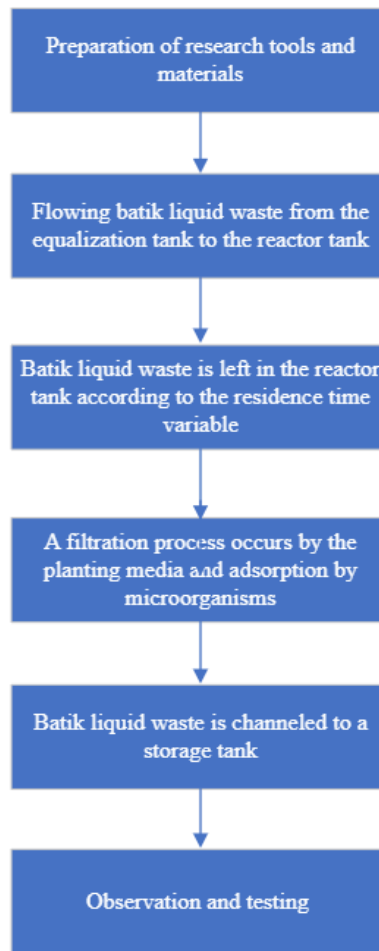 Preparation of research tools and
materials
Flowing batik liquid waste from the
equalization tank to the reactor tank
Batik liquid waste is left in the reactor
tank according to the residence time
variable
A filtration process occurs by the
planting media and adsorption by
microorganisms
Batik liquid waste is channeled to a
storage tank
Observation and testing